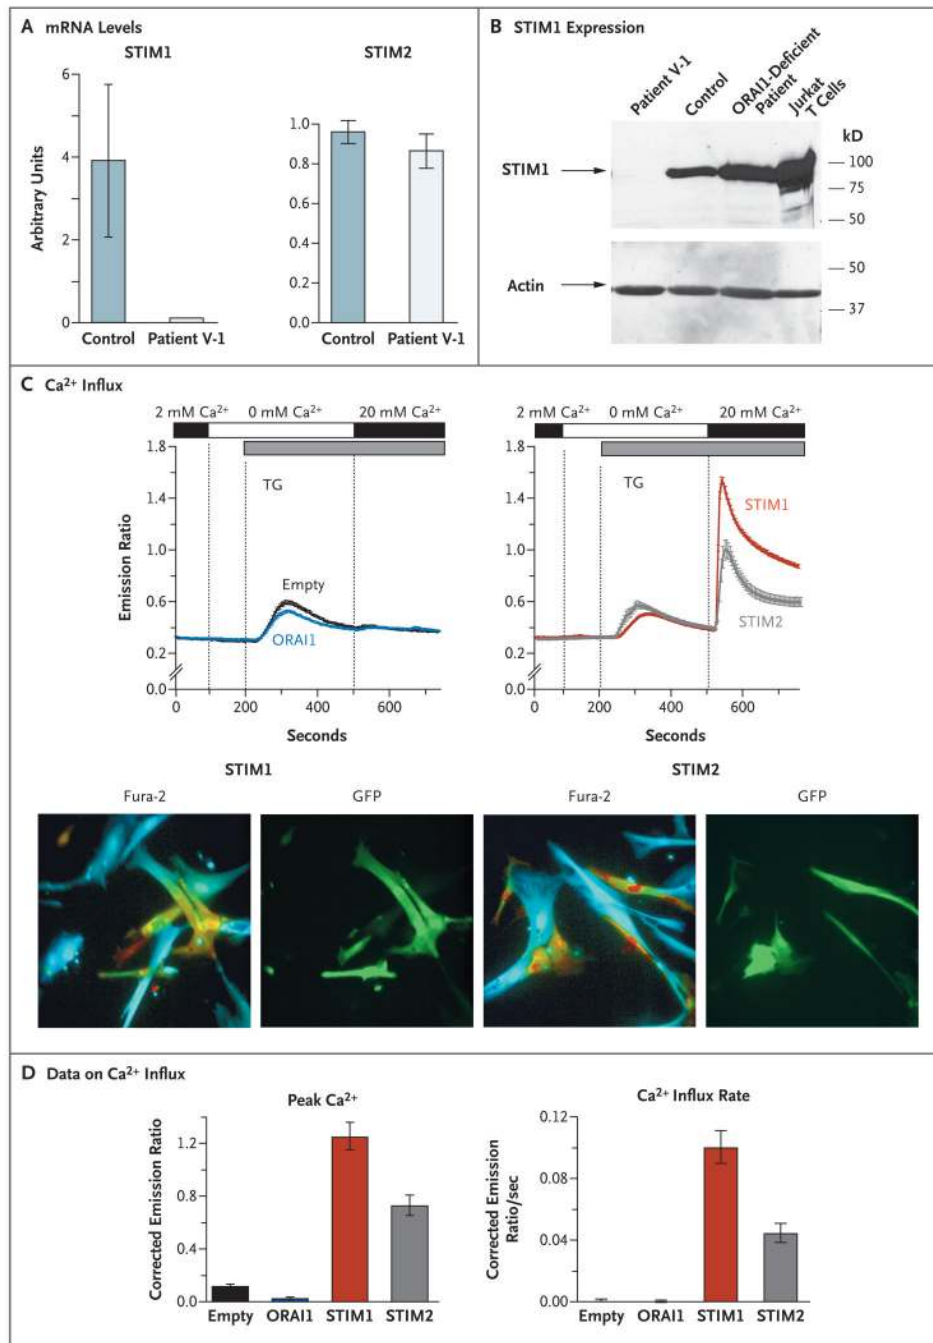 A mRNA Levels
STIM1
STIM2
Arbitrary Units
6
4
2
0
Control Patient V-1
1.0
0.8
0.6
0.4
0.2
0.0
Control Patient V-1
B STIM1 Expression
Patient V-1
Control
ORAI1-Deficient
Patient
Jurkat
T Cells
kD
STIM1
100
75
50
Actin
50
37
C Ca²⁺ Influx
2 mM Ca²⁺ 0 mM Ca²⁺ 20 mM Ca²⁺
Emission Ratio
1.8
1.4
1.0
0.6
0.2
0.0
TG
Empty
ORAI1
0 200 400 600
Seconds
2 mM Ca²⁺ 0 mM Ca²⁺ 20 mM Ca²⁺
1.8
1.4
1.0
0.6
0.2
0.0
TG
STIM1
STIM2
0 200 400 600
Seconds
STIM1
STIM2
Fura-2 GFP Fura-2 GFP
D Data on Ca²⁺ Influx
Peak Ca²⁺
Corrected Emission Ratio
1.2
0.8
0.4
0.0
Empty ORAI1 STIM1 STIM2
Ca²⁺ Influx Rate
Corrected Emission
Ratio/sec
0.12
0.08
0.04
0.00
Empty ORAI1 STIM1 STIM2